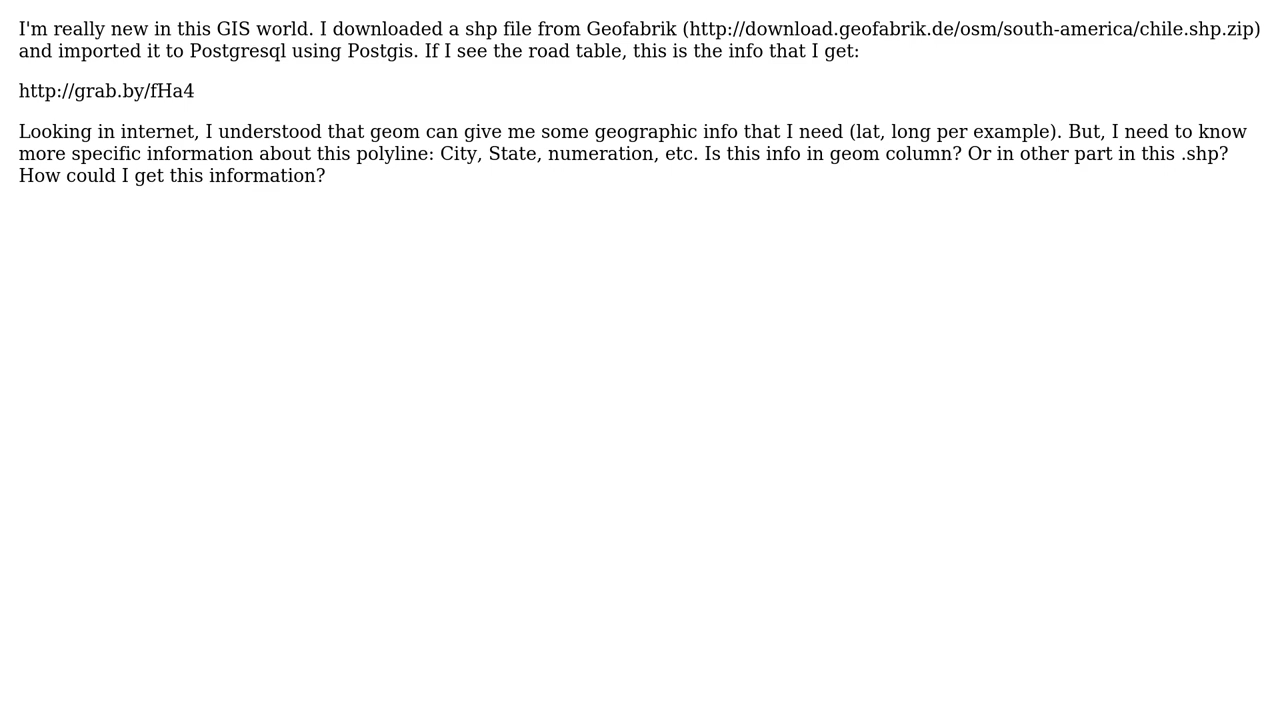 I'm really new in this GIS world. I downloaded a shp file from Geofabrik (http://download.geofabrik.de/osm/south-america/chile.shp.zip)
and imported it to Postgresql using Postgis. If I see the road table, this is the info that I get:
http://grab.by/fHa4
Looking in internet, I understood that geom can give me some geographic info that I need (lat, long per example). But, I need to know
more specific information about this polyline: City, State, numeration, etc. Is this info in geom column? Or in other part in this .shp?
How could I get this information?